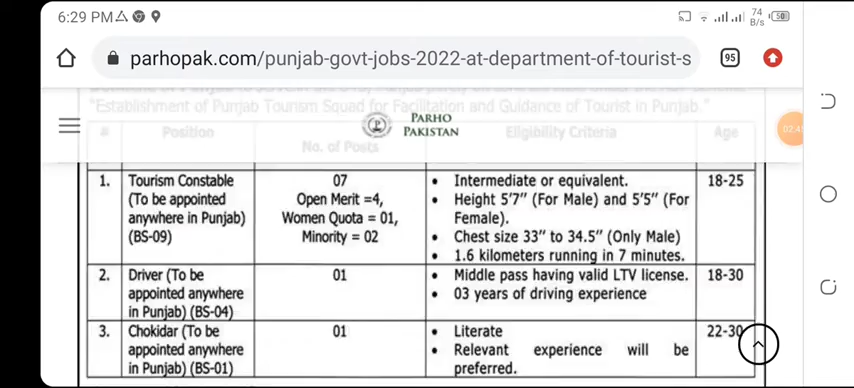 6:29 PM
74
B/s
50
parhopak.com/punjab-govt-jobs-2022-at-department-of-tourist-s
95
"Establishment of Punjab Tourism Squad for Facilitation and Guidance of Tourist in Punjab."
PARHO
PAKISTAN
02:4
# Position No. of Posts Eligibility Criteria Age
1. Tourism Constable 07 • Intermediate or equivalent. 18-25
(To be appointed Open Merit =4, • Height 5'7" (For Male) and 5'5" (For
anywhere in Punjab) Women Quota = 01, Female).
(BS-09) Minority = 02 • Chest size 33" to 34.5" (Only Male)
• 1.6 kilometers running in 7 minutes.
2. Driver (To be 01 • Middle pass having valid LTV license. 18-30
appointed anywhere • 03 years of driving experience
in Punjab) (BS-04)
3. Chokidar (To be 01 • Literate 22-30
appointed anywhere • Relevant experience will be
in Punjab) (BS-01) preferred.